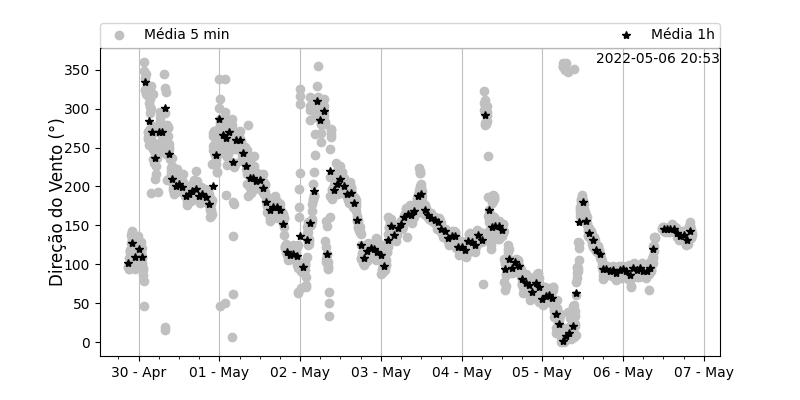 Média 5 min
Média 1h
2022-05-06 20:53
Direção do Vento (°)
350
300
250
200
150
100
50
0
30 - Apr
01 - May
02 - May
03 - May
04 - May
05 - May
06 - May
07 - May